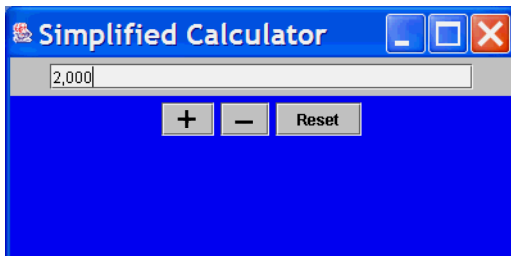 Simplified Calculator
2,000
+ − Reset